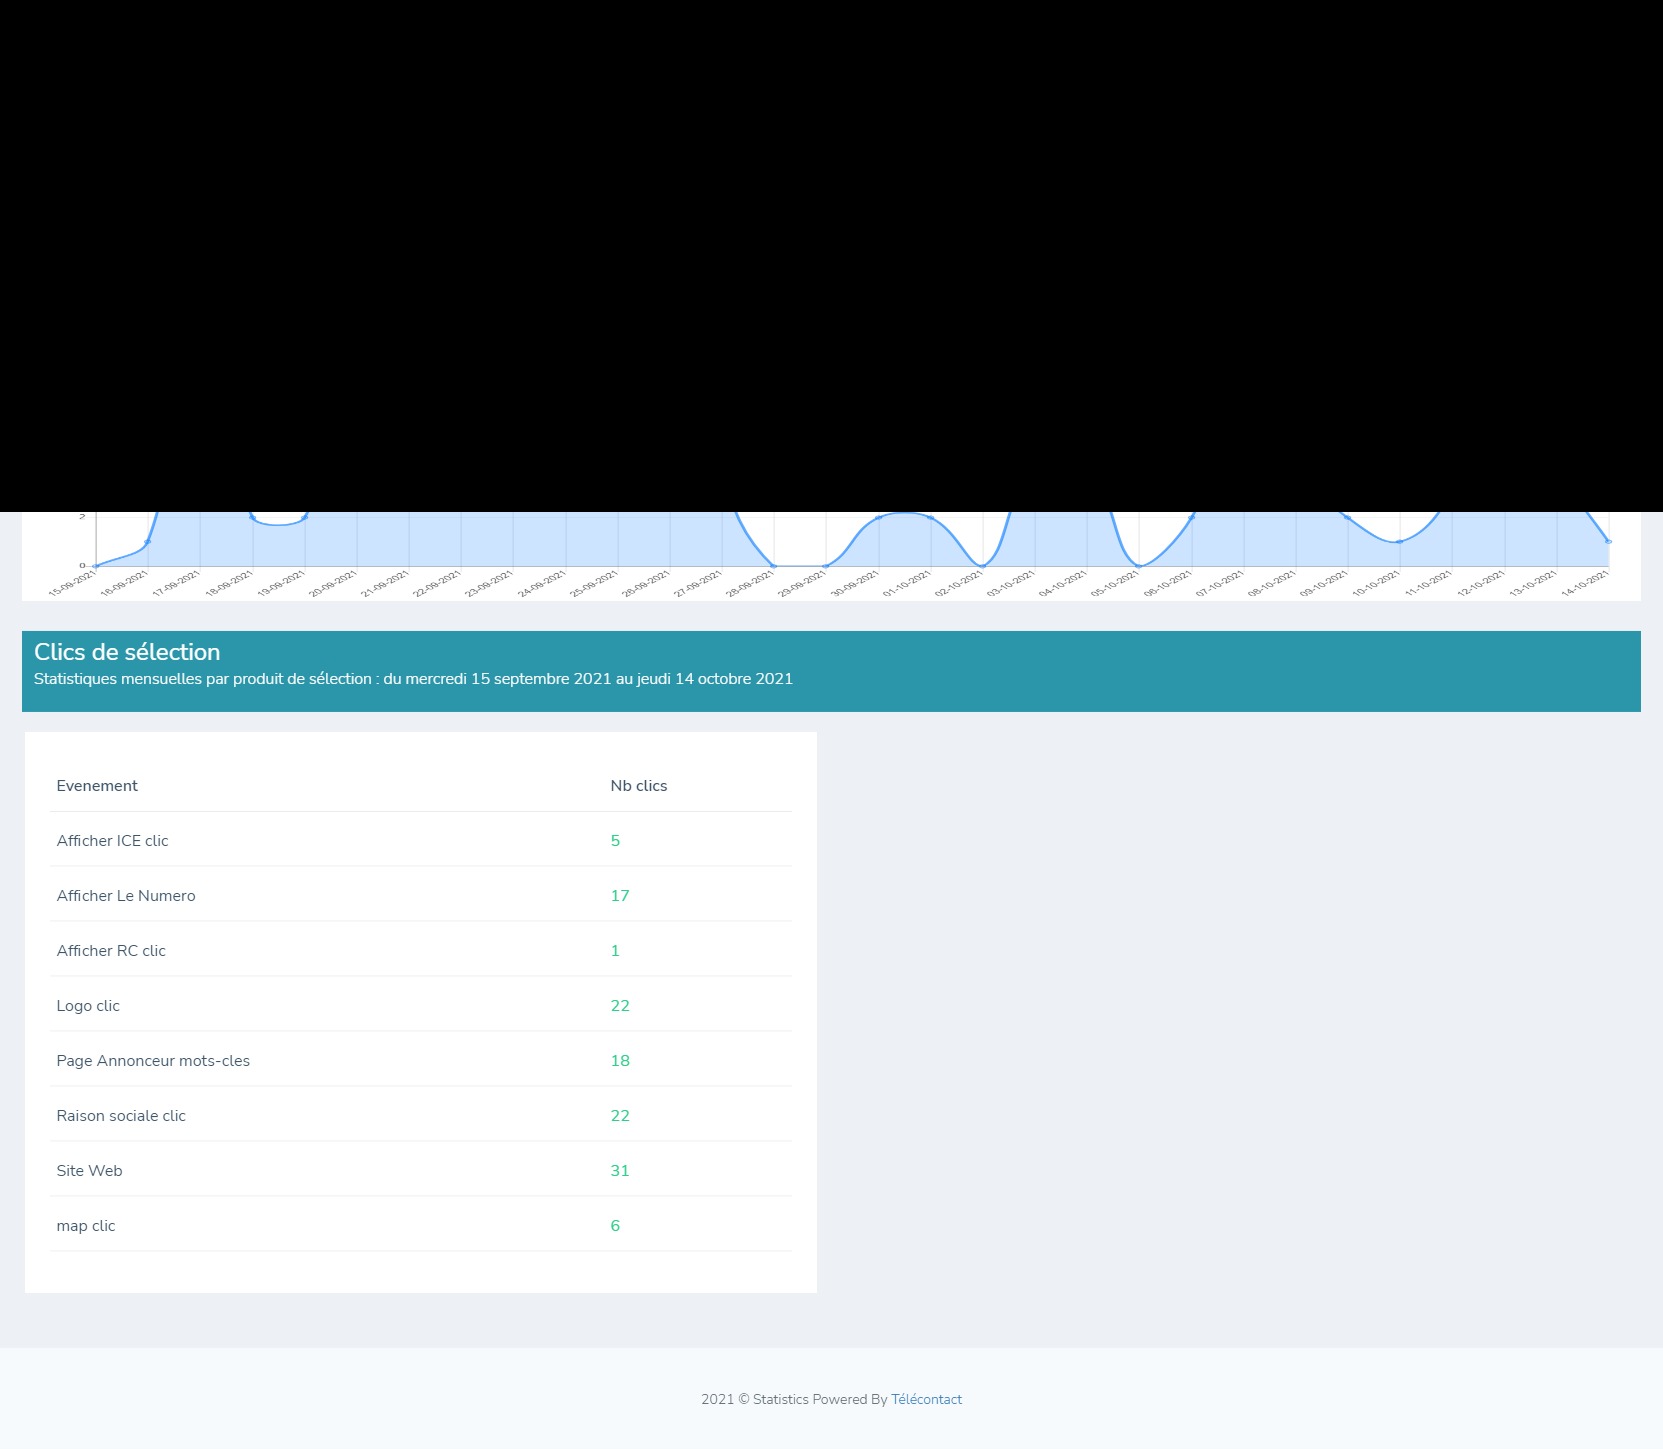 2
0
15-09-2021 16-09-2021 17-09-2021 18-09-2021 19-09-2021 20-09-2021 21-09-2021 22-09-2021 23-09-2021 24-09-2021 25-09-2021 26-09-2021 27-09-2021 28-09-2021 29-09-2021 30-09-2021 01-10-2021 02-10-2021 03-10-2021 04-10-2021 05-10-2021 06-10-2021 07-10-2021 08-10-2021 09-10-2021 10-10-2021 11-10-2021 12-10-2021 13-10-2021 14-10-2021
Clics de sélection
Statistiques mensuelles par produit de sélection : du mercredi 15 septembre 2021 au jeudi 14 octobre 2021
Evenement Nb clics
Afficher ICE clic 5
Afficher Le Numero 17
Afficher RC clic 1
Logo clic 22
Page Annonceur mots-cles 18
Raison sociale clic 22
Site Web 31
map clic 6
2021 © Statistics Powered By Télécontact